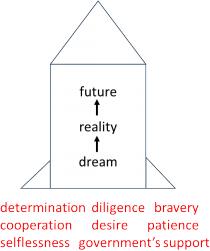 future
reality
dream
determination diligence bravery
cooperation desire patience
selflessness government's support